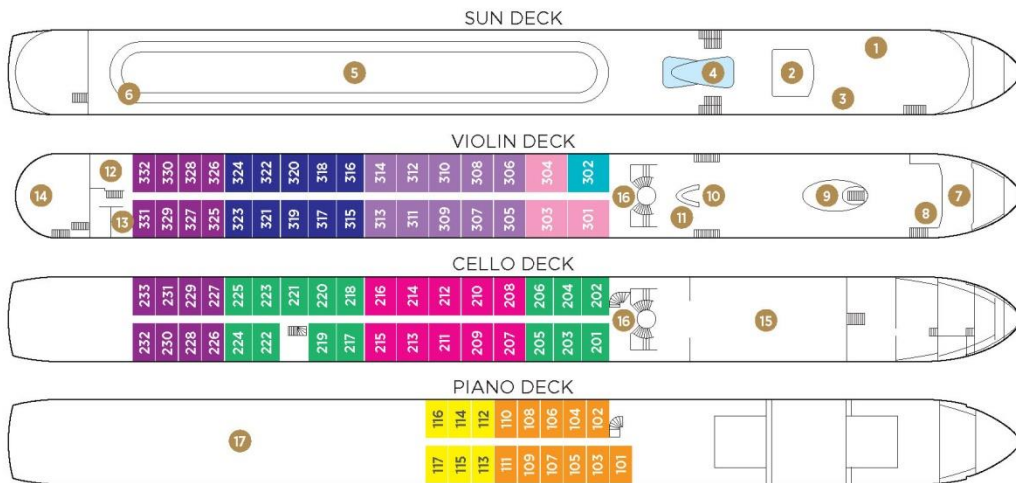 SUN DECK
1
5 4 2
6 3
VIOLIN DECK
12 332 330 328 326 324 322 320 318 316 314 312 310 308 306 304 302
14 16 10 9 7
13 331 329 327 325 323 321 319 317 315 313 311 309 307 305 303 301 11 8
CELLO DECK
233 231 229 227 225 223 221 220 218 216 214 212 210 208 206 204 202
16 15
232 230 228 226 224 222 219 217 215 213 211 209 207 205 203 201
PIANO DECK
116 114 112 110 108 106 104 102
17
117 115 113 111 109 107 105 103 101